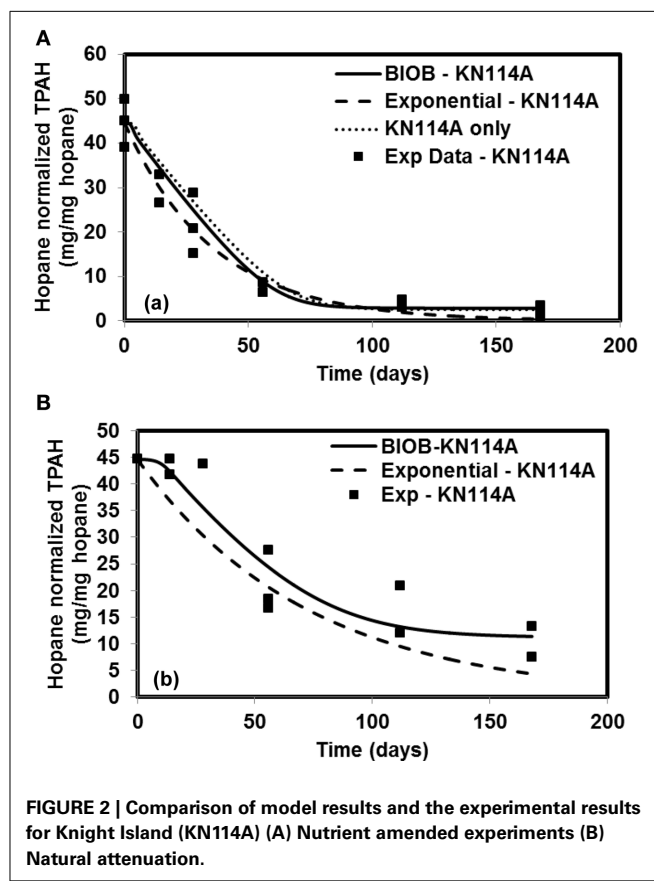 A
Hopane normalized TPAH
(mg/mg hopane)
60
50
40
30
20
10
0
BIOB - KN114A
Exponential - KN114A
KN114A only
Exp Data - KN114A
(a)
0 50 100 150 200
Time (days)
B
Hopane normalized TPAH
(mg/mg hopane)
50
45
40
35
30
25
20
15
10
5
0
BIOB-KN114A
Exponential - KN114A
Exp - KN114A
(b)
0 50 100 150 200
Time (days)
FIGURE 2 | Comparison of model results and the experimental results
for Knight Island (KN114A) (A) Nutrient amended experiments (B)
Natural attenuation.